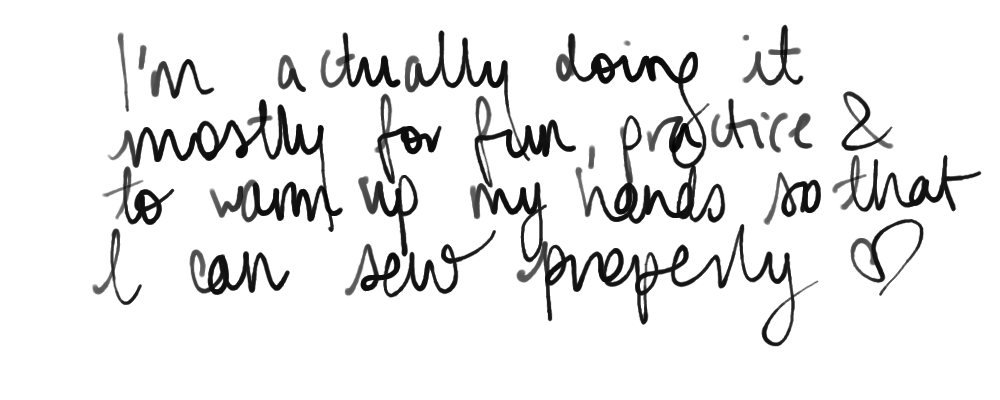 I'm actually doing it
mostly for fun, practice &
to warm up my hands so that
I can sew properly ♡